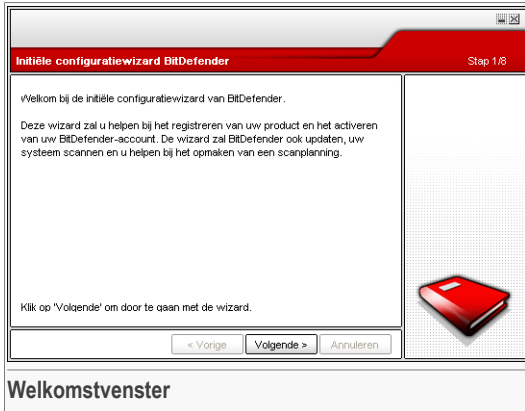 Initiële configuratiewizard BitDefender
Stap 1/8
Welkom bij de initiële configuratiewizard van BitDefender.
Deze wizard zal u helpen bij het registreren van uw product en het activeren
van uw BitDefender-account. De wizard zal BitDefender ook updaten, uw
systeem scannen en u helpen bij het opmaken van een scanplanning.
Klik op 'Volgende' om door te gaan met de wizard.
< Vorige
Volgende >
Annuleren
Welkomstvenster